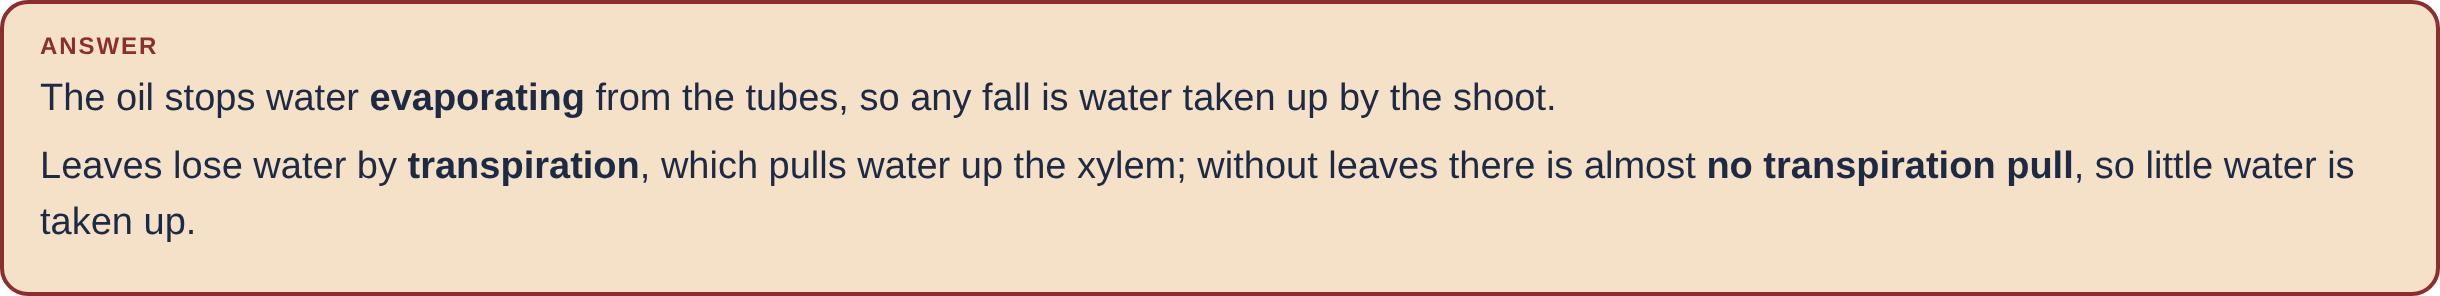 ANSWER
The oil stops water evaporating from the tubes, so any fall is water taken up by the shoot.
Leaves lose water by transpiration, which pulls water up the xylem; without leaves there is almost no transpiration pull, so little water is
taken up.